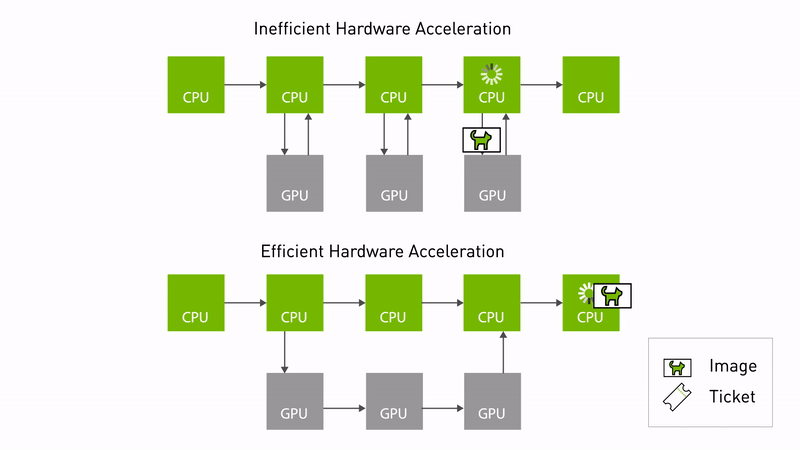 Inefficient Hardware Acceleration
CPU CPU CPU CPU CPU
GPU GPU GPU
Efficient Hardware Acceleration
CPU CPU CPU CPU CPU
GPU GPU GPU
Image
Ticket